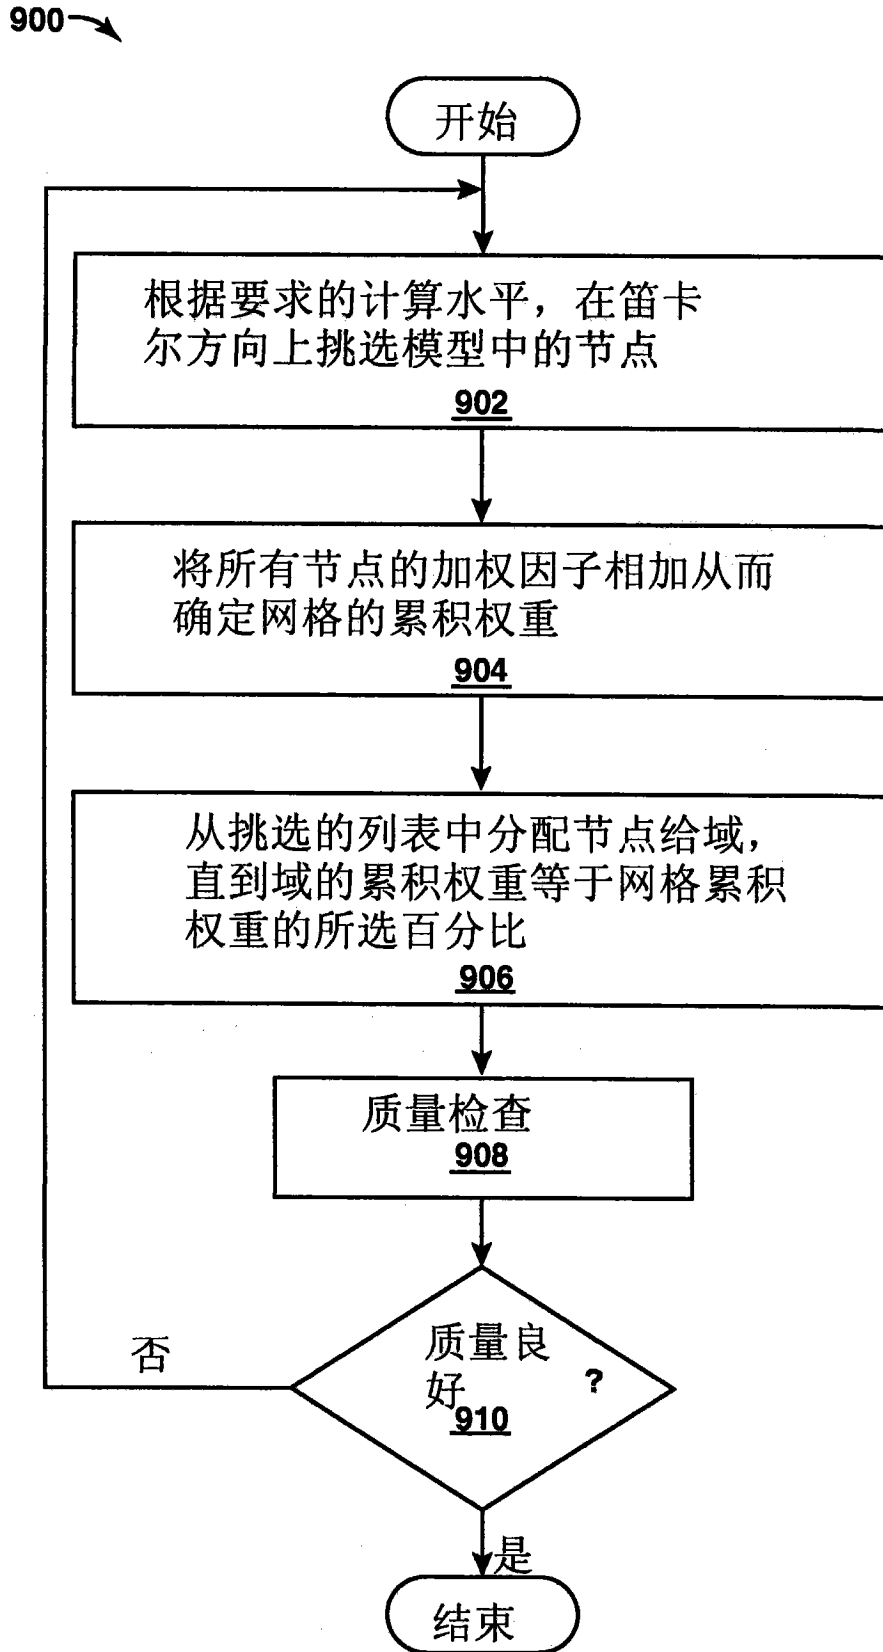 900
开始
根据要求的计算水平，在笛卡
尔方向上挑选模型中的节点
902
将所有节点的加权因子相加从而
确定网格的累积权重
904
从挑选的列表中分配节点给域，
直到域的累积权重等于网格累积
权重的所选百分比
906
质量检查
908
质量良
好 ?
910
否
是
结束